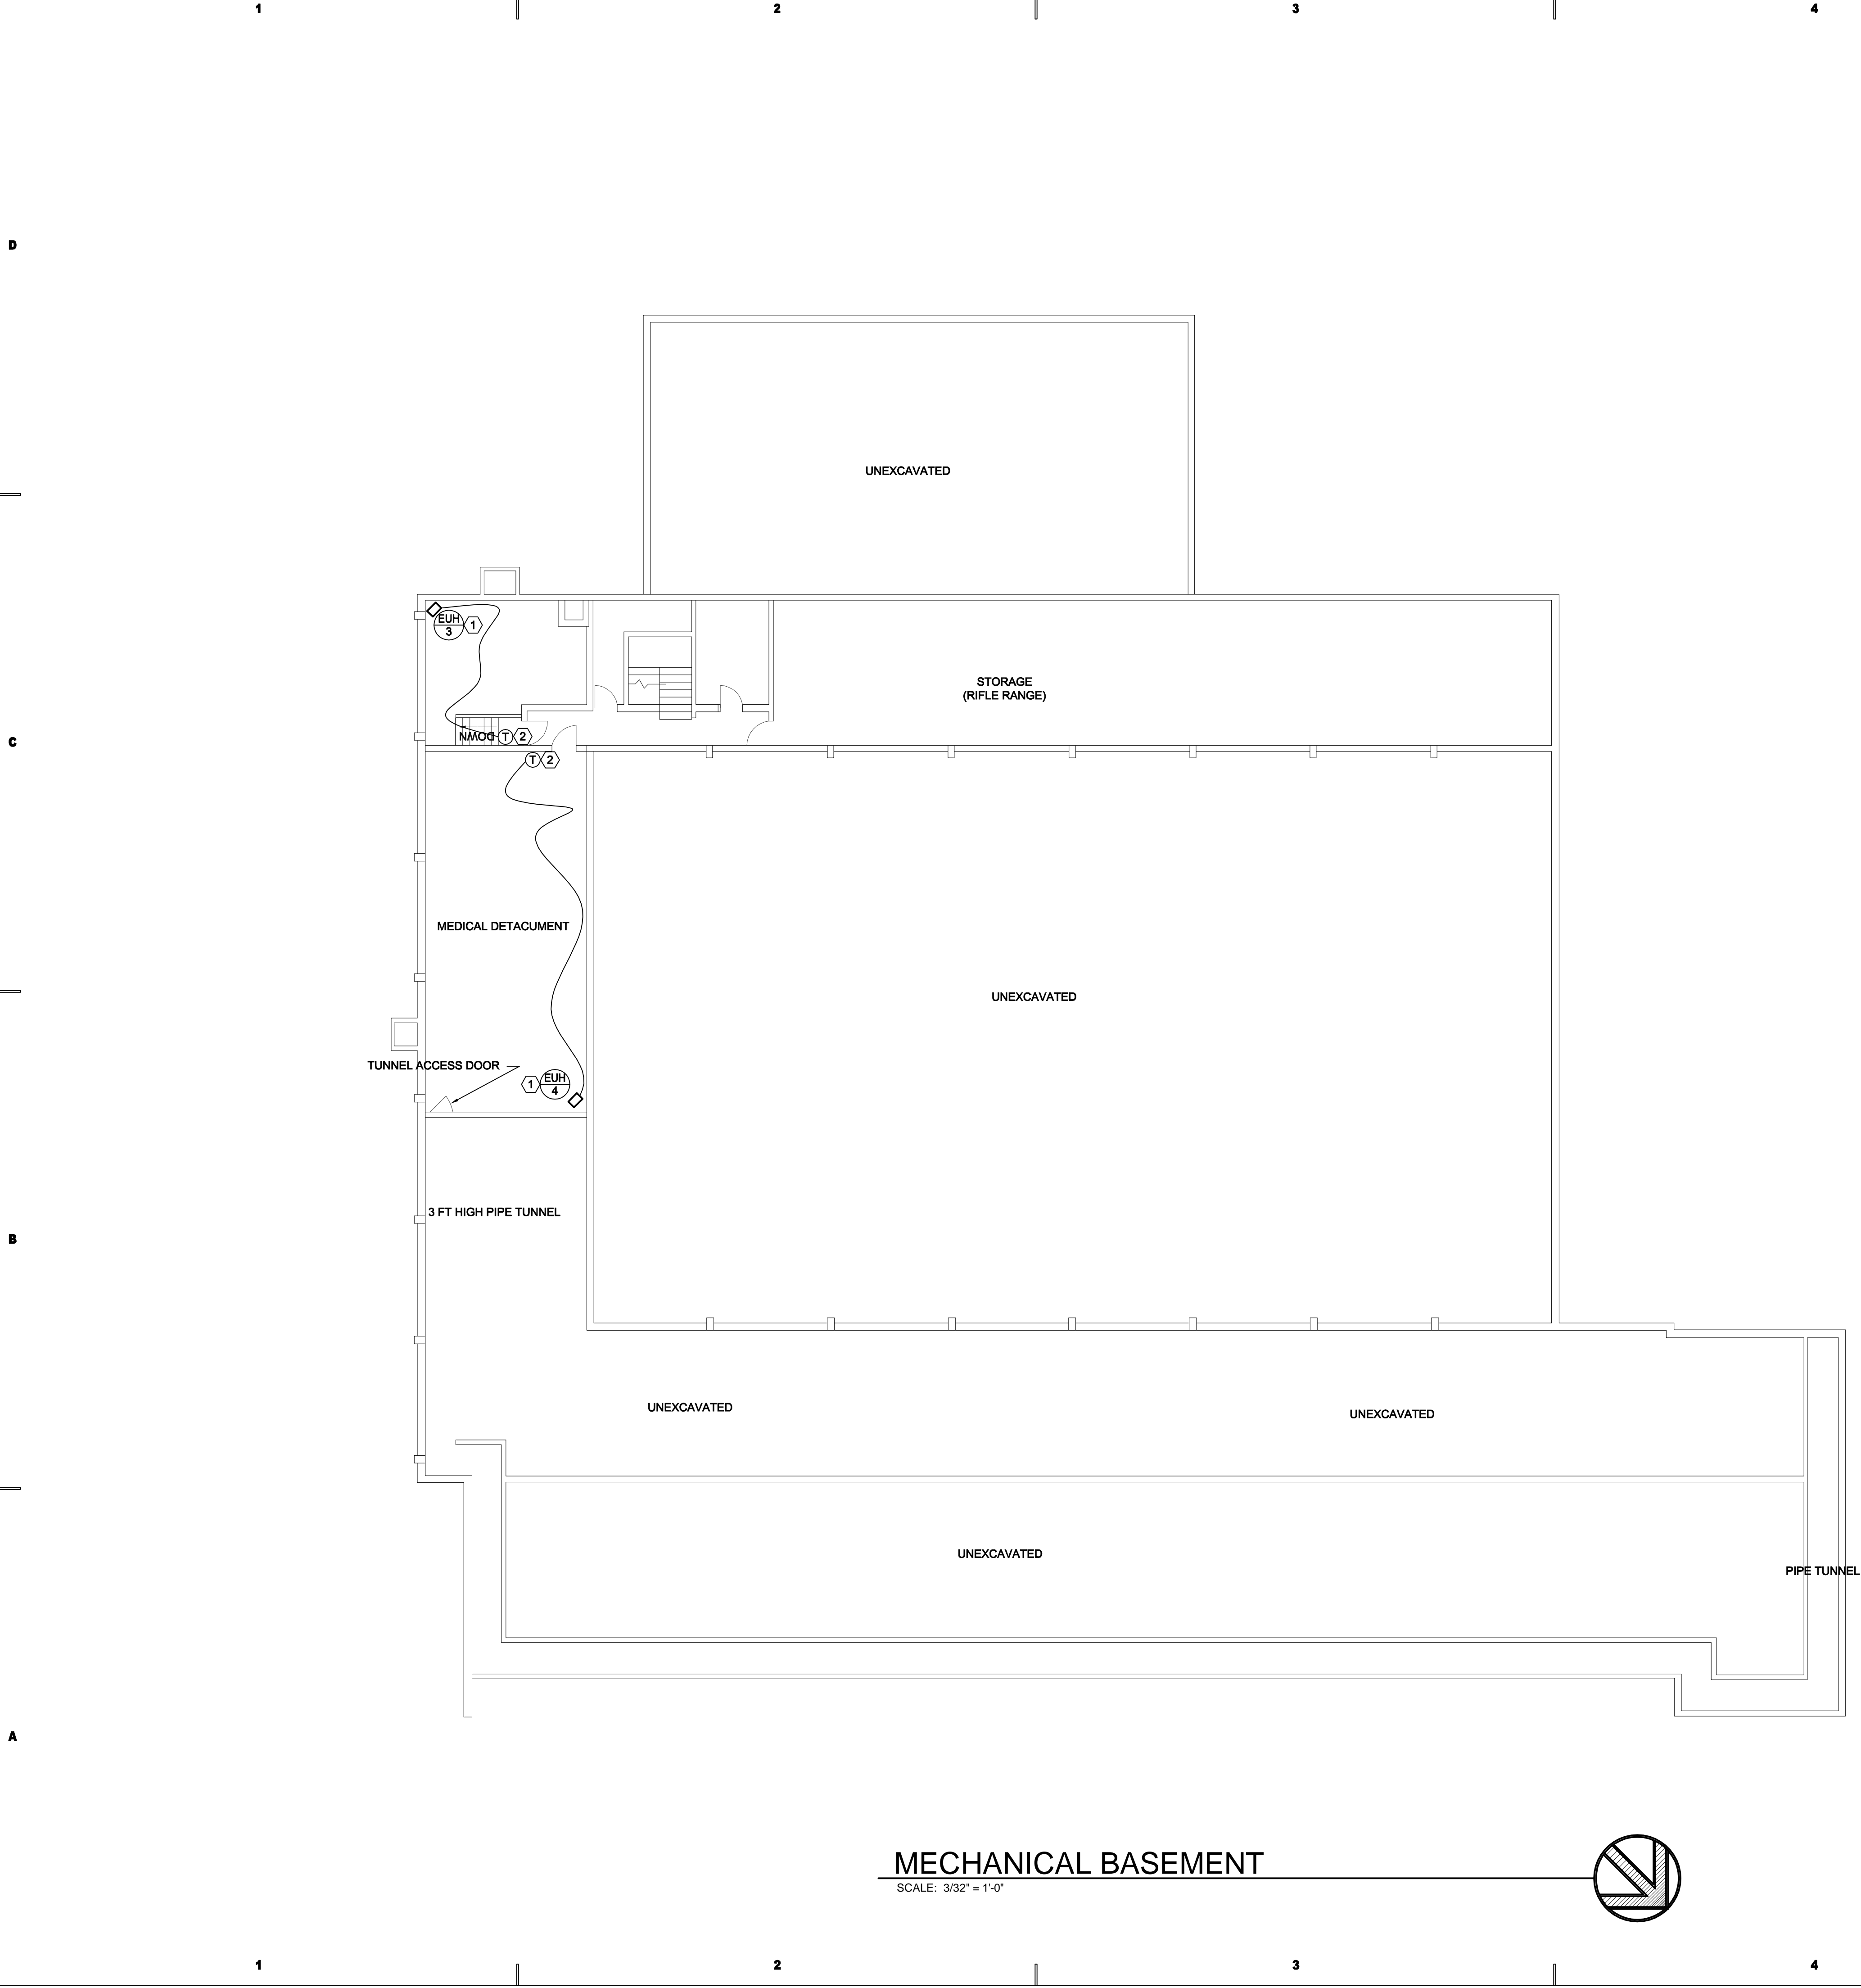 1 2 3 4
D
UNEXCAVATED
EUH
3
1
STORAGE
(RIFLE RANGE)
C
DOWN T 2
T 2
MEDICAL DETACUMENT
UNEXCAVATED
TUNNEL ACCESS DOOR
1
EUH
4
3 FT HIGH PIPE TUNNEL
B
UNEXCAVATED
UNEXCAVATED
UNEXCAVATED
PIPE TUNNEL
A
MECHANICAL BASEMENT
SCALE: 3/32" = 1'-0"
1 2 3 4